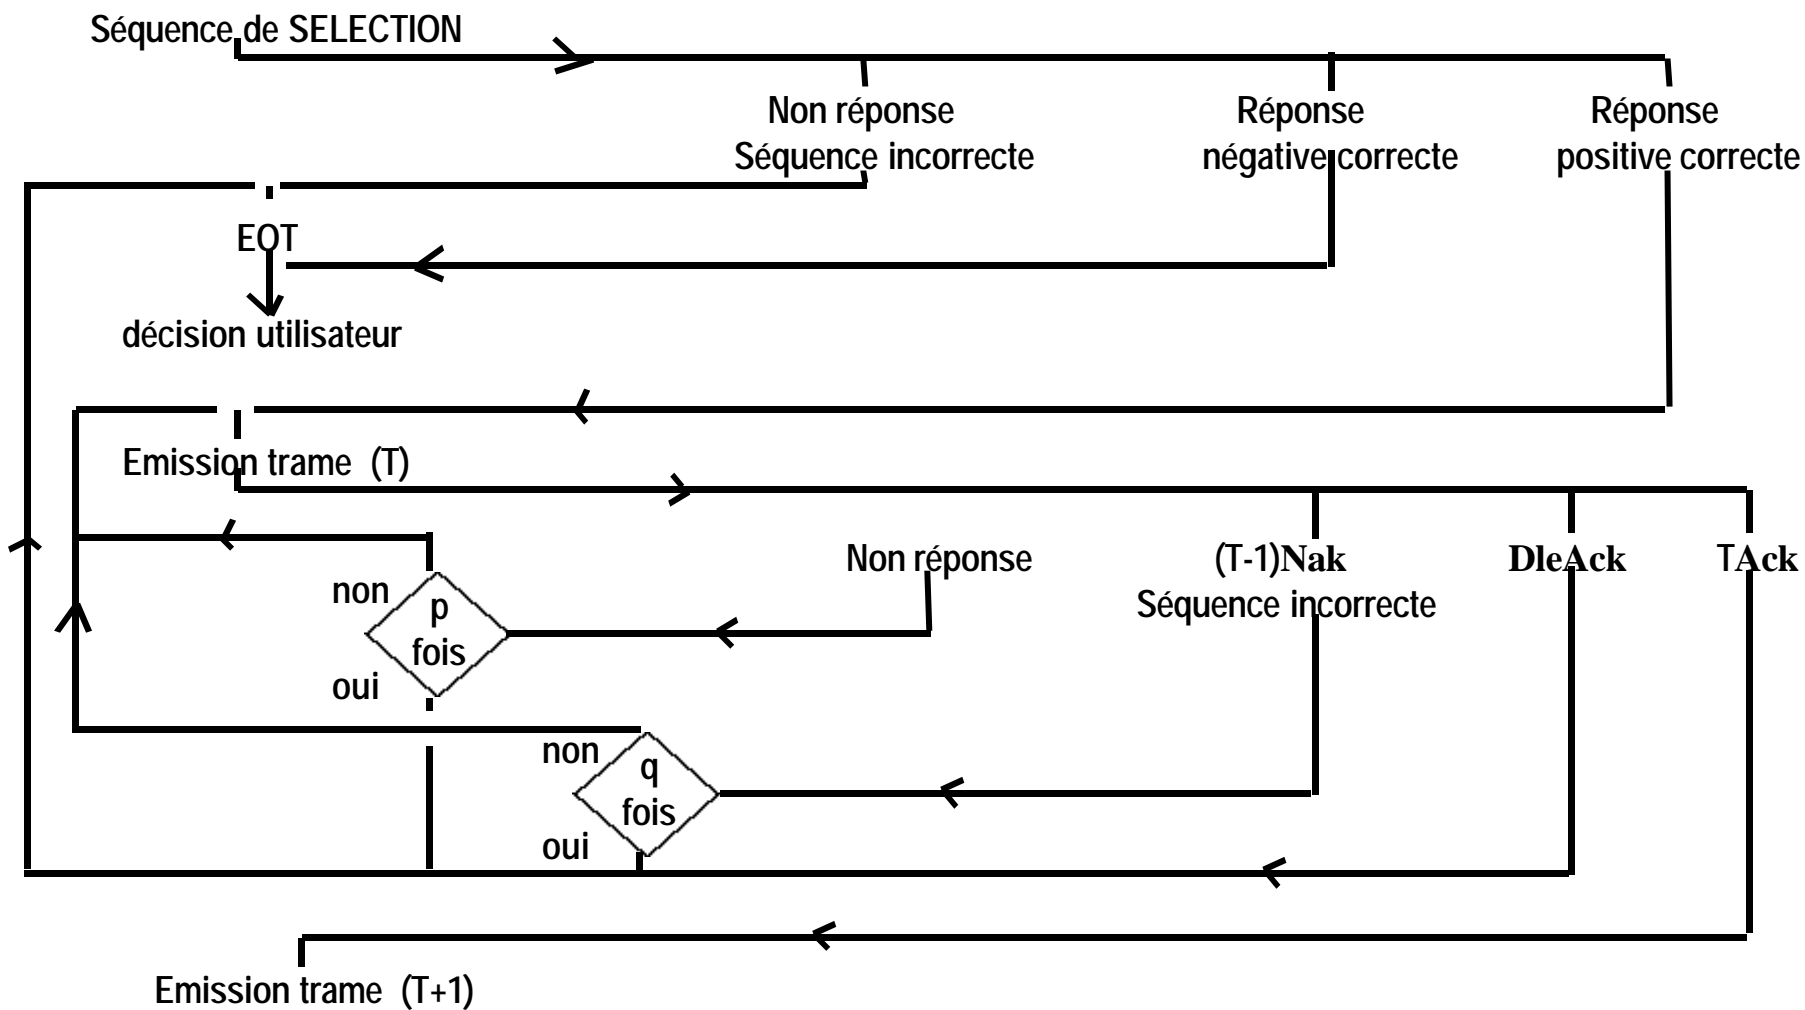 Séquence de SELECTION
Non réponse
Séquence incorrecte
Réponse
négative correcte
Réponse
positive correcte
EOT
décision utilisateur
Emission trame (T)
Non réponse
(T-1)Nak
Séquence incorrecte
DleAck
TAck
non
p
fois
oui
non
q
fois
oui
Emission trame (T+1)